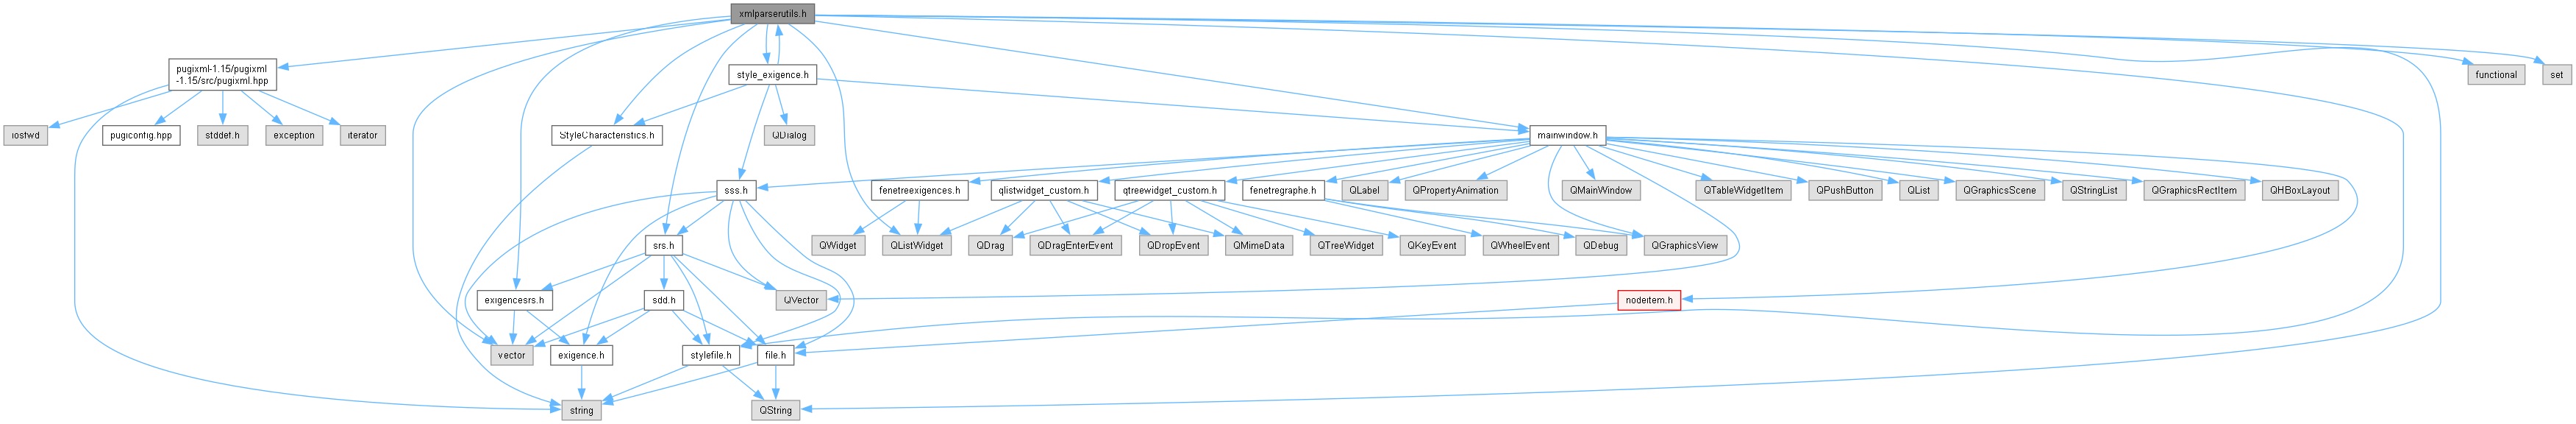 xmlparserutils.h
pugixml-1.15/pugixml
-1.15/src/pugixml.hpp
style_exigence.h
functional
set
iosfwd
pugiconfig.hpp
stddef.h
exception
iterator
StyleCharacteristics.h
QDialog
mainwindow.h
sss.h
fenetreexigences.h
qlistwidget_custom.h
qtreewidget_custom.h
fenetregraphe.h
QLabel
QPropertyAnimation
QMainWindow
QTableWidgetItem
QPushButton
QList
QGraphicsScene
QStringList
QGraphicsRectItem
QHBoxLayout
srs.h
QWidget
QListWidget
QDrag
QDragEnterEvent
QDropEvent
QMimeData
QTreeWidget
QKeyEvent
QWheelEvent
QDebug
QGraphicsView
exigencesrs.h
sdd.h
QVector
nodeitem.h
vector
exigence.h
stylefile.h
file.h
string
QString